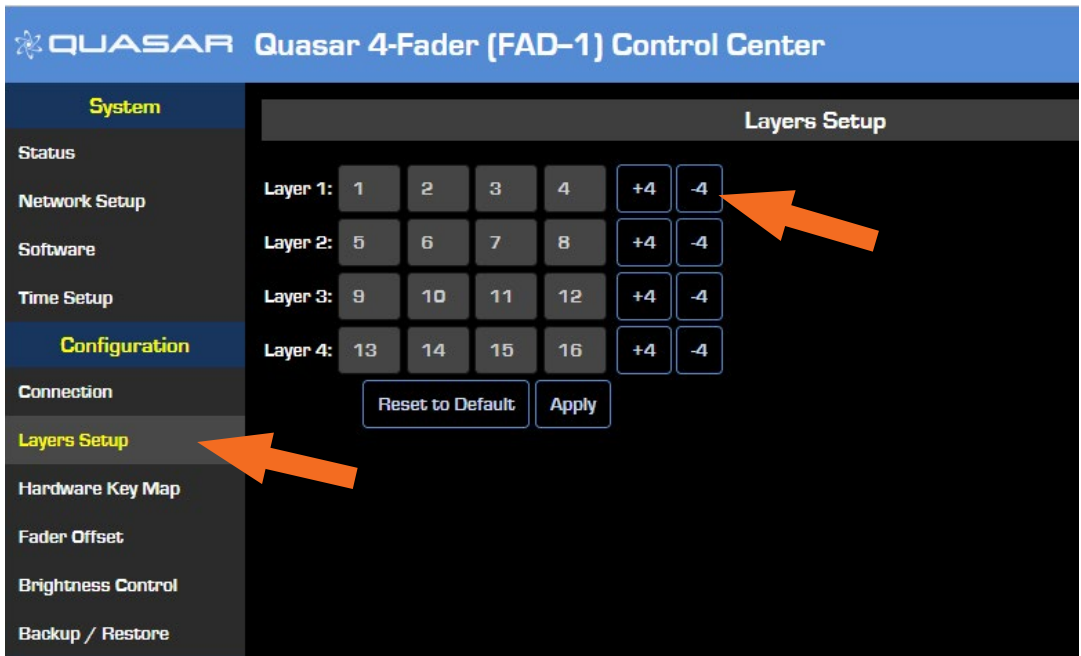 QUASAR Quasar 4-Fader (FAD–1) Control Center
System
Status
Network Setup
Software
Time Setup
Configuration
Connection
Layers Setup
Hardware Key Map
Fader Offset
Brightness Control
Backup / Restore
Layers Setup
Layer 1: 1 2 3 4 +4 -4
Layer 2: 5 6 7 8 +4 -4
Layer 3: 9 10 11 12 +4 -4
Layer 4: 13 14 15 16 +4 -4
Reset to Default Apply